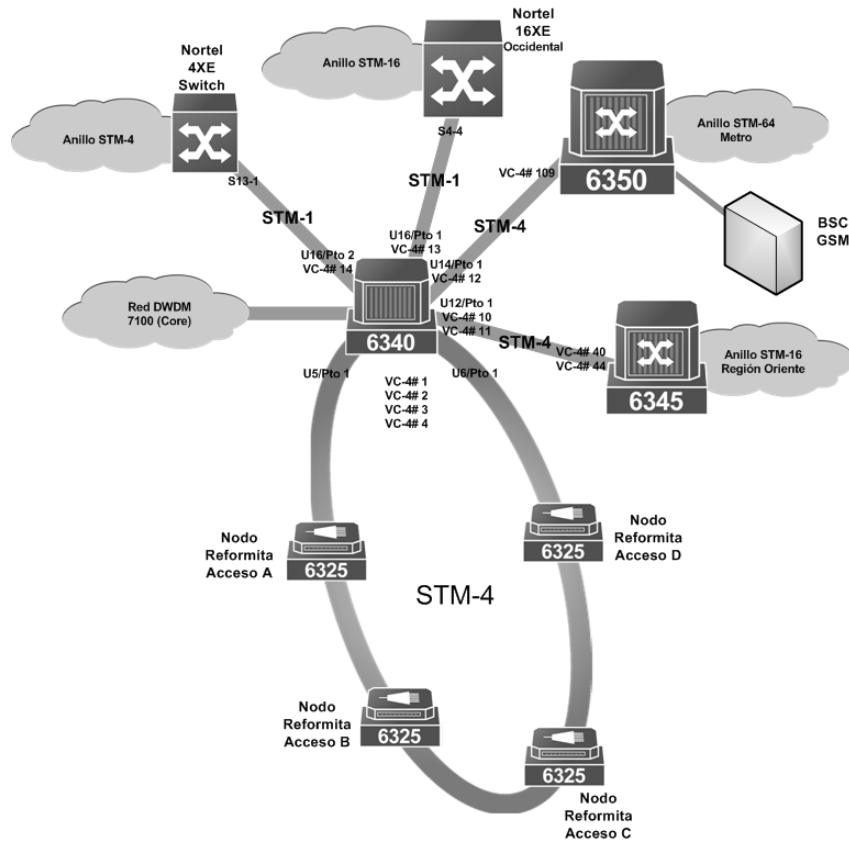 Nortel
16XE
Occidental
Nortel
4XE
Switch
Anillo STM-16
Anillo STM-4
Anillo STM-64
Metro
S4-4
S13-1
VC-4# 109
6350
STM-1
STM-1
STM-4
BSC
GSM
U16/Pto 1
VC-4# 13
U16/Pto 2
VC-4# 14
U14/Pto 1
VC-4# 12
Red DWDM
7100 (Core)
U12/Pto 1
VC-4# 10
VC-4# 11
6340
STM-4
VC-4# 40
VC-4# 44
Anillo STM-16
Región Oriente
6345
U5/Pto 1
U6/Pto 1
VC-4# 1
VC-4# 2
VC-4# 3
VC-4# 4
Nodo
Reformita
Acceso A
6325
Nodo
Reformita
Acceso D
6325
STM-4
Nodo
Reformita
Acceso B
6325
6325
Nodo
Reformita
Acceso C